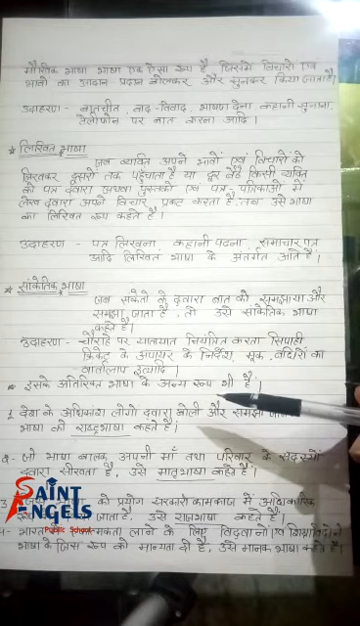 मौखिक भाषा भाषा एक ऐसा रूप है जिसमे विचारो एवं
भावो का आदान-प्रदान बोलकर और सुनकर किया जाता है।
उदाहरण - बातचीत, वाद-विवाद, भाषण देना कहानी सुनाना,
टेलीफोन पर बात करना आदि।
* लिखित भाषा
जब व्यक्ति अपने भावों एवं विचारों को
लिखकर दूसरों तक पहुँचाता है या दूर बैठे किसी व्यक्ति
को पत्र द्वारा अथवा पुस्तकों एवं पत्र-पत्रिकाओं में
लेख द्वारा अपने विचार प्रकट करता है, तब उसे भाषा
का लिखित रूप कहते है।
उदाहरण - पत्र लिखना, कहानी पढना, समाचार पत्र
आदि लिखित भाषा के अंतर्गत आते है।
* सांकेतिक भाषा
जब संकेतो के द्वारा बात को समझाया और
समझा जाता है, तो उसे सांकेतिक भाषा
कहते है।
उदाहरण - चौराहे पर यातायात नियंत्रित करता सिपाही
क्रिकेट के अंपायर के निर्देश, मूक, बधिरों का
वार्तालाप इत्यादि।
* इसके अतिरिक्त भाषा के अन्य रूप भी है
1. देश के अधिकांश लोगो द्वारा बोली और समझी
भाषा को राष्ट्रभाषा कहते है।
2- जो भाषा बालक अपनी माँ तथा परिवार के सदस्यों
द्वारा सीखता है, उसे मातृभाषा कहते है।
3. को प्रयोग सरकारी कामकाज में अधिकारिक
जाता है, उसे राजभाषा कहते है।
4- लाने के लिए विद्वानो एवं
भाषा के जिस रूप को मान्यता दी है, उसे मानक भाषा कहते है।
SAINT
ANGELS
Public School